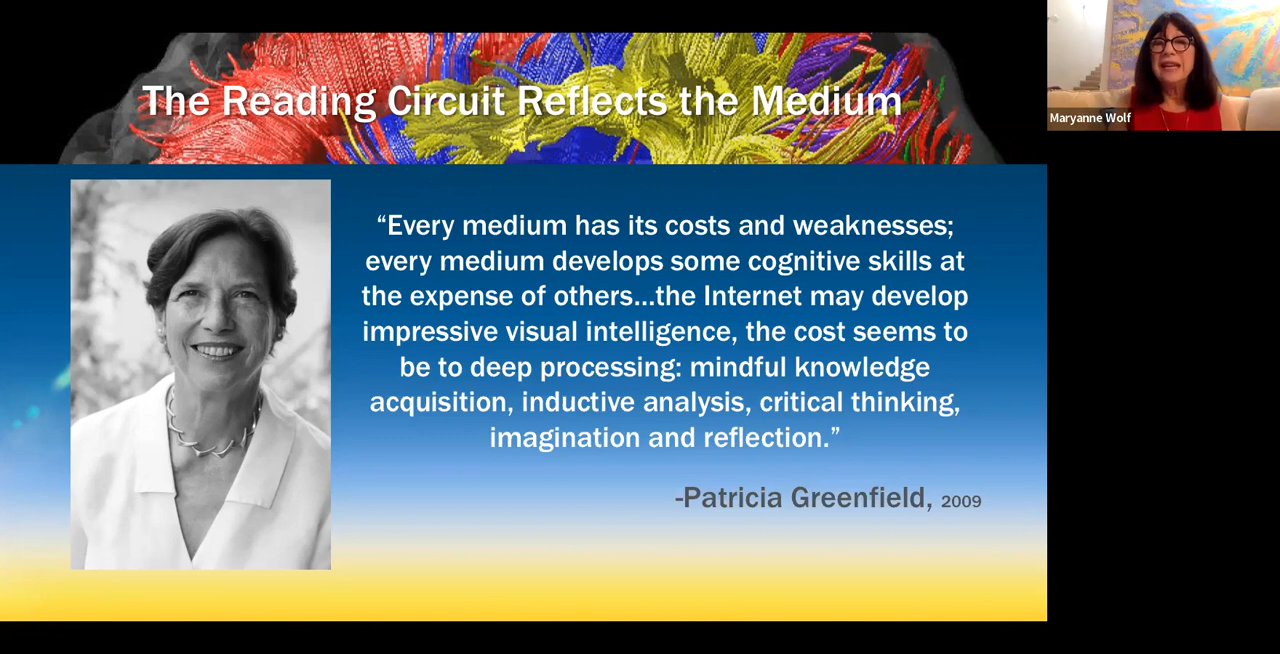 The Reading Circuit Reflects the Medium
Maryanne Wolf
“Every medium has its costs and weaknesses;
every medium develops some cognitive skills at
the expense of others...the Internet may develop
impressive visual intelligence, the cost seems to
be to deep processing: mindful knowledge
acquisition, inductive analysis, critical thinking,
imagination and reflection.”
-Patricia Greenfield, 2009